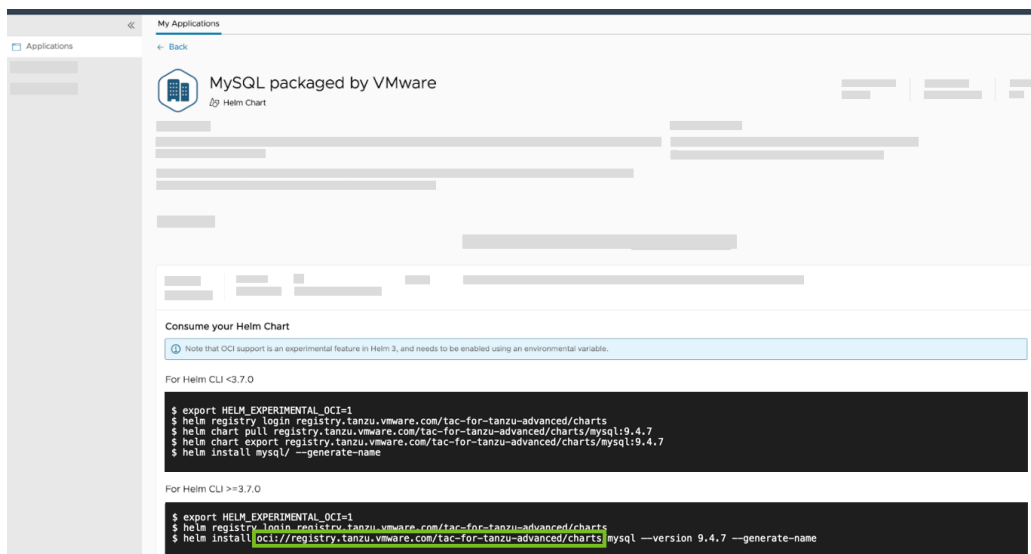 «
My Applications
Applications
← Back
MySQL packaged by VMware
Helm Chart
Consume your Helm Chart
Note that OCI support is an experimental feature in Helm 3, and needs to be enabled using an environmental variable.
For Helm CLI <3.7.0
$ export HELM_EXPERIMENTAL_OCI=1
$ helm registry login registry.tanzu.vmware.com/tac-for-tanzu-advanced/charts
$ helm chart pull registry.tanzu.vmware.com/tac-for-tanzu-advanced/charts/mysql:9.4.7
$ helm chart export registry.tanzu.vmware.com/tac-for-tanzu-advanced/charts/mysql:9.4.7
$ helm install mysql/ --generate-name
For Helm CLI >=3.7.0
$ export HELM_EXPERIMENTAL_OCI=1
$ helm registry login registry.tanzu.vmware.com/tac-for-tanzu-advanced/charts
$ helm install oci://registry.tanzu.vmware.com/tac-for-tanzu-advanced/charts/mysql --version 9.4.7 --generate-name